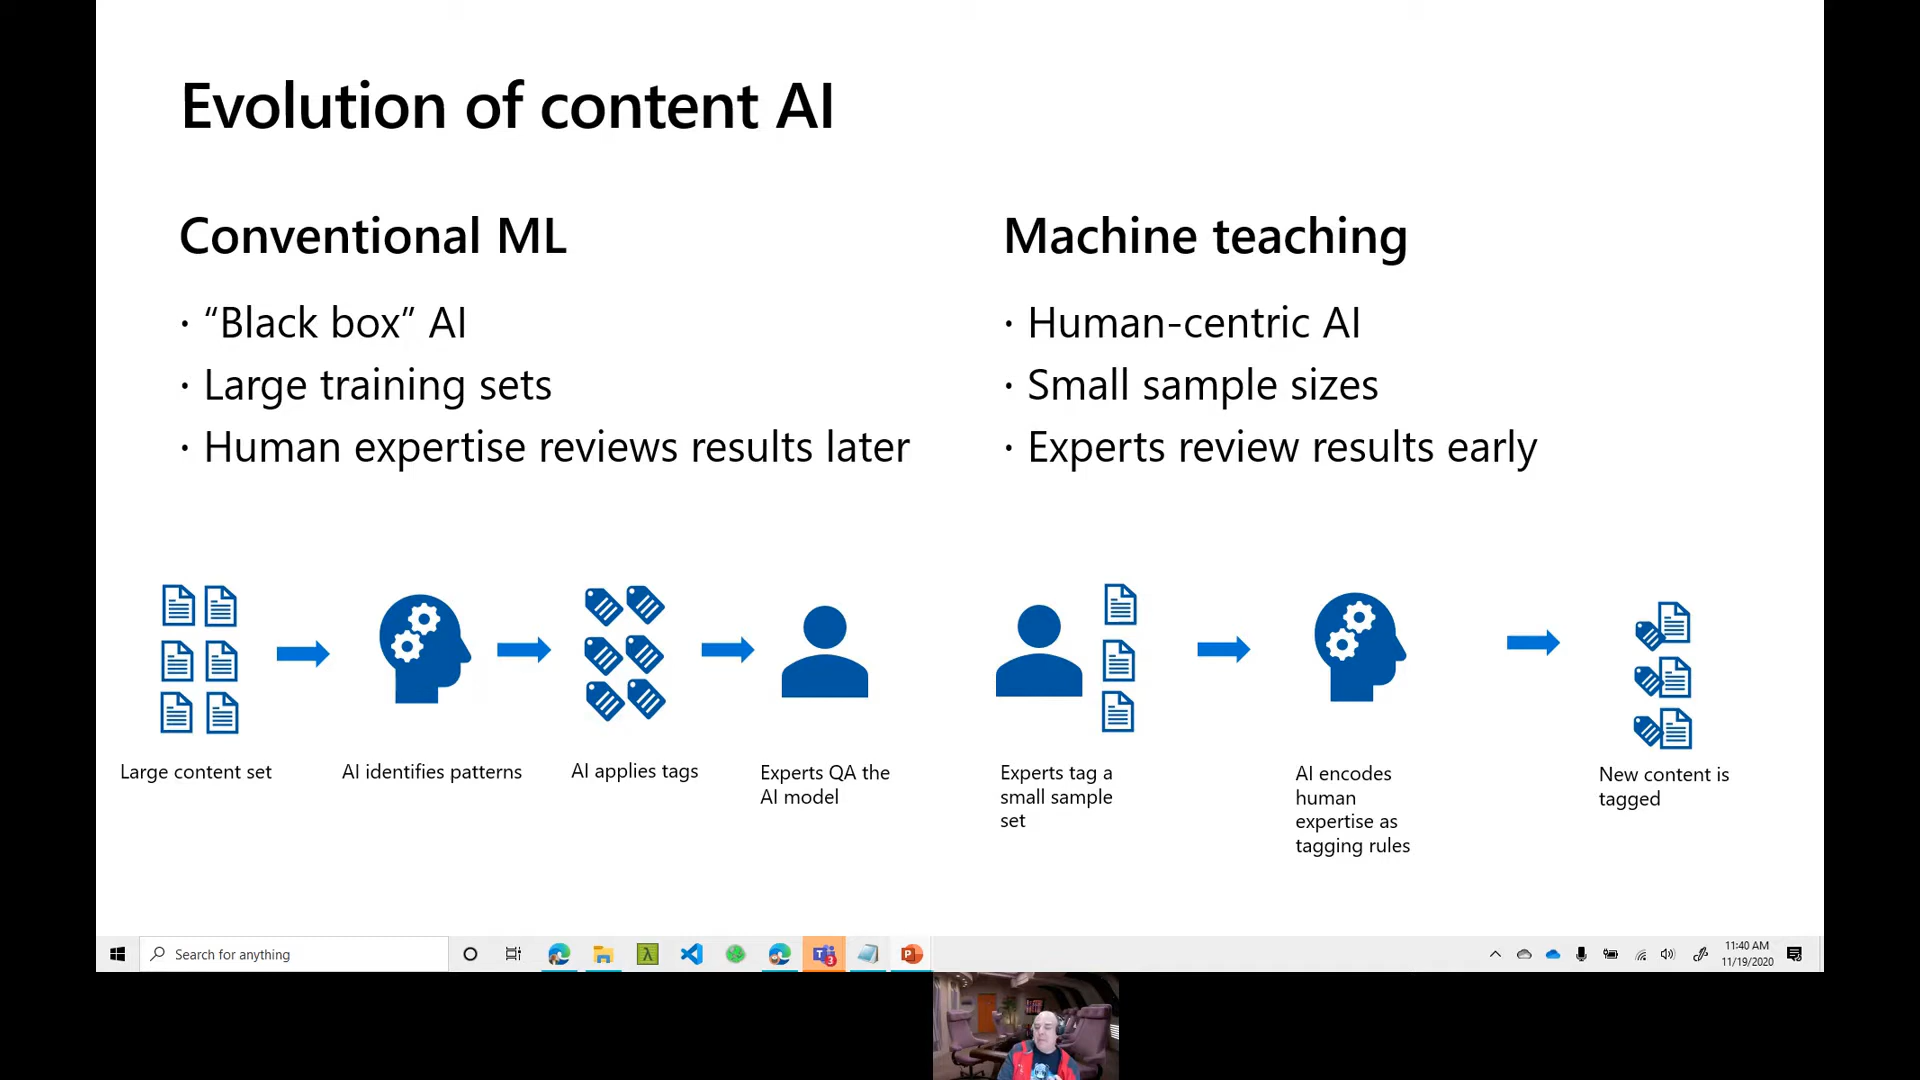 Evolution of content AI
Conventional ML
· “Black box” AI
· Large training sets
· Human expertise reviews results later
Machine teaching
· Human-centric AI
· Small sample sizes
· Experts review results early
Large content set
AI identifies patterns
AI applies tags
Experts QA the
AI model
Experts tag a
small sample
set
AI encodes
human
expertise as
tagging rules
New content is
tagged
Search for anything
3
11:40 AM
11/19/2020